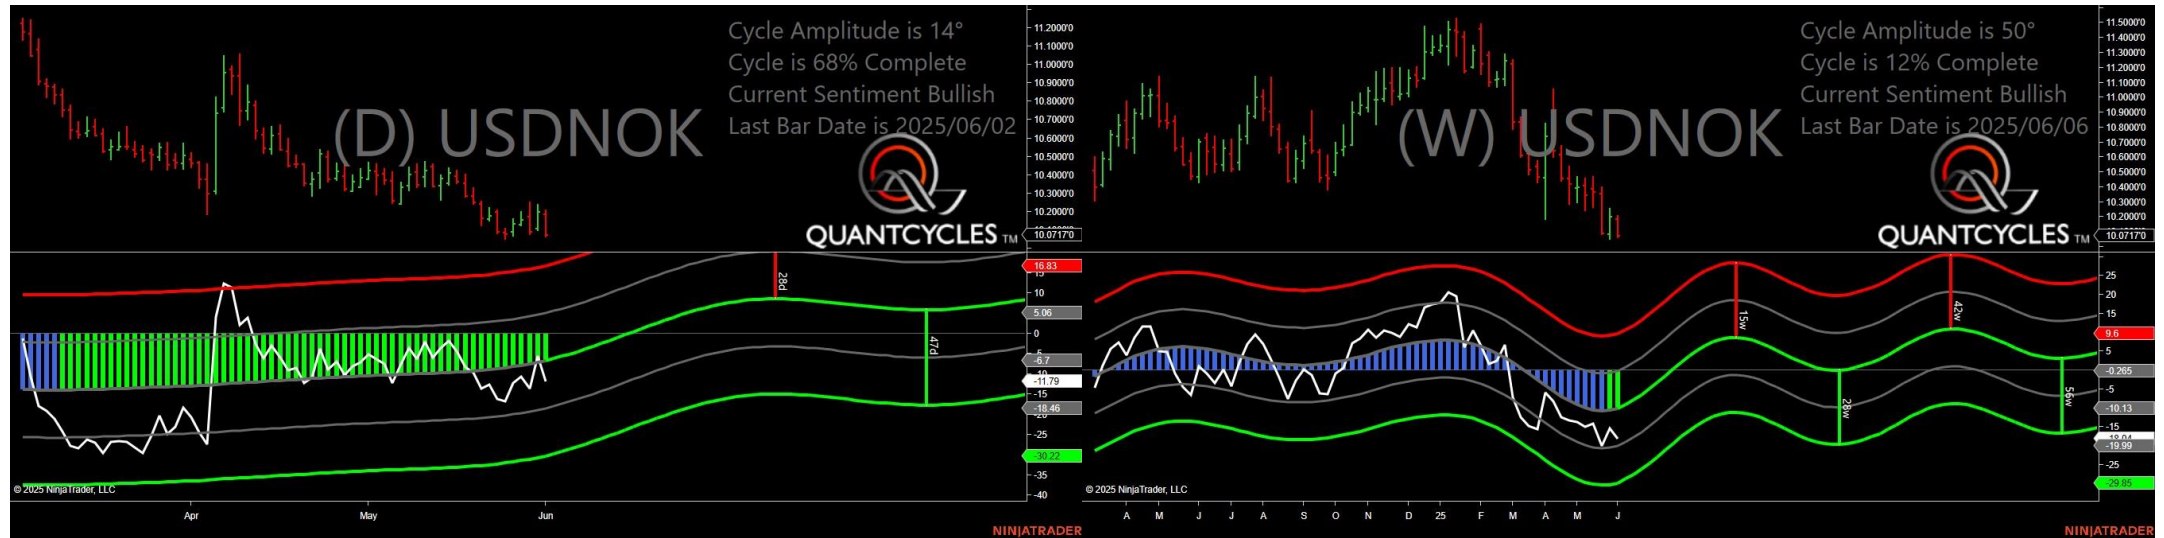 Cycle Amplitude is 14°
Cycle is 68% Complete
Current Sentiment Bullish
Last Bar Date is 2025/06/02
(D) USDNOK
QUANTCYCLES TM
11.2000'0
11.1000'0
11.0000'0
10.9000'0
10.8000'0
10.7000'0
10.6000'0
10.5000'0
10.4000'0
10.3000'0
10.2000'0
10.0717'0
28d
47d
16.83
15
10
5.06
0
-6.7
-11.79
-15
-18.46
-25
-30.22
-35
-40
© 2025 NinjaTrader, LLC
Apr
May
Jun
NINJATRADER
Cycle Amplitude is 50°
Cycle is 12% Complete
Current Sentiment Bullish
Last Bar Date is 2025/06/06
(W) USDNOK
QUANTCYCLES TM
11.5000'0
11.4000'0
11.3000'0
11.2000'0
11.1000'0
11.0000'0
10.9000'0
10.8000'0
10.7000'0
10.6000'0
10.5000'0
10.4000'0
10.3000'0
10.2000'0
10.0717'0
15w
28w
42w
56w
25
20
15
9.6
5
-0.265
-5
-10.13
-15
-19.99
-25
-29.85
© 2025 NinjaTrader, LLC
A M J J A S O N D 25 F M A M J
NINJATRADER